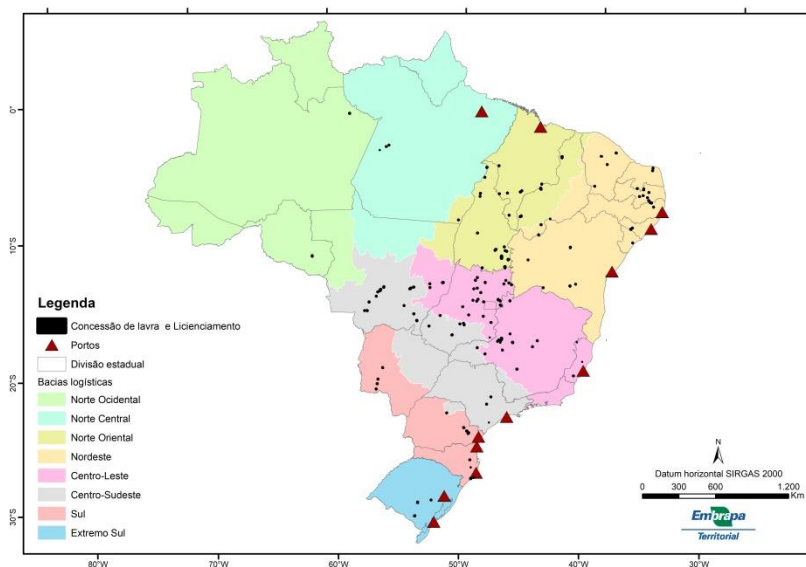 0°
10°S
20°S
30°S
80°W
70°W
60°W
50°W
40°W
30°W
Legenda
Concessão de lavra e Licienciamento
Portos
Divisão estadual
Bacias logísticas
Norte Ocidental
Norte Central
Norte Oriental
Nordeste
Centro-Leste
Centro-Sudeste
Sul
Extremo Sul
N
Datum horizontal SIRGAS 2000
0 300 600 1.200
Km
Embrapa
Territorial